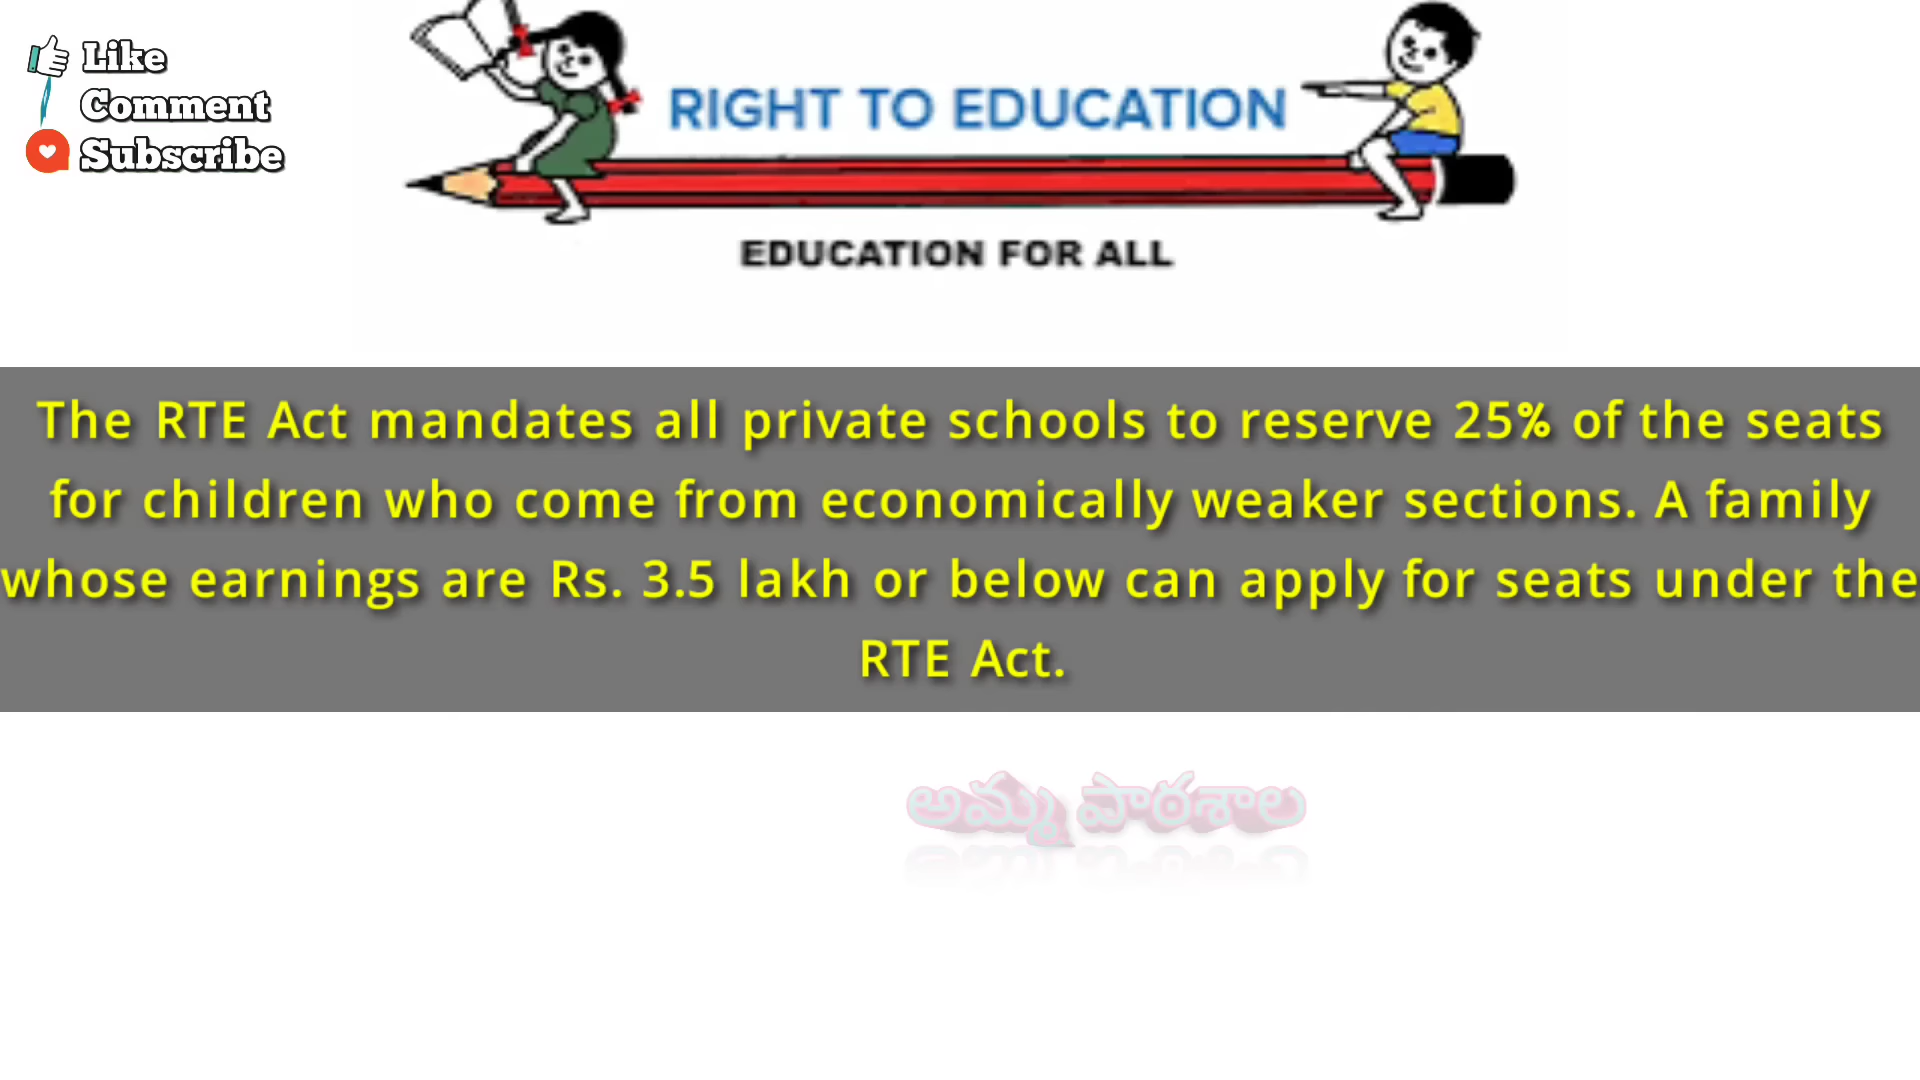 Like
Comment
Subscribe
RIGHT TO EDUCATION
EDUCATION FOR ALL
The RTE Act mandates all private schools to reserve 25% of the seats
for children who come from economically weaker sections. A family
whose earnings are Rs. 3.5 lakh or below can apply for seats under the
RTE Act.
అమ్మ పాఠశాల